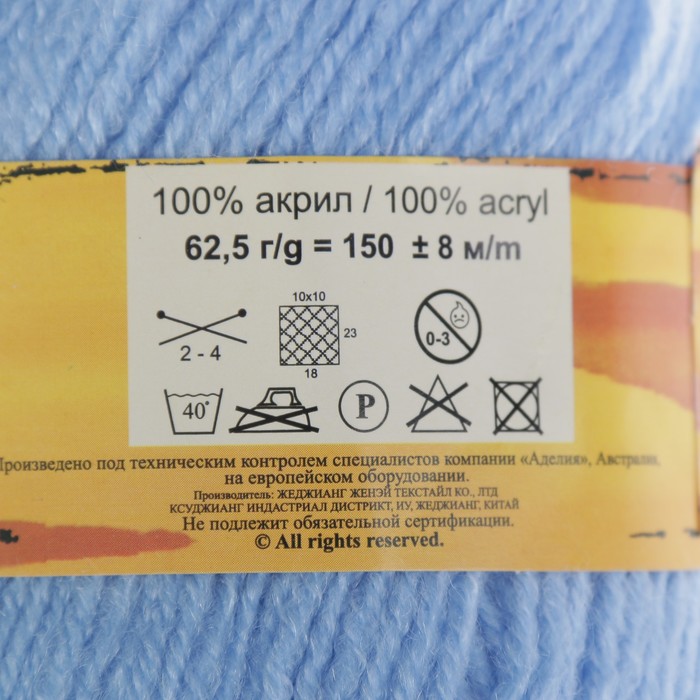 100% акрил / 100% acryl
62,5 г/g = 150 ± 8 м/m
10x10
23
0-3
2 - 4
18
40°
P
Произведено под техническим контролем специалистов компании «Аделия», Австралия,
на европейском оборудовании.
Производитель: ЖЕДЖИАНГ ЖЕНЭЙ ТЕКСТАЙЛ КО., ЛТД
КСУДЖИАНГ ИНДАСТРИАЛ ДИСТРИКТ, ИУ, ЖЕДЖИАНГ, КИТАЙ
Не подлежит обязательной сертификации.
© All rights reserved.